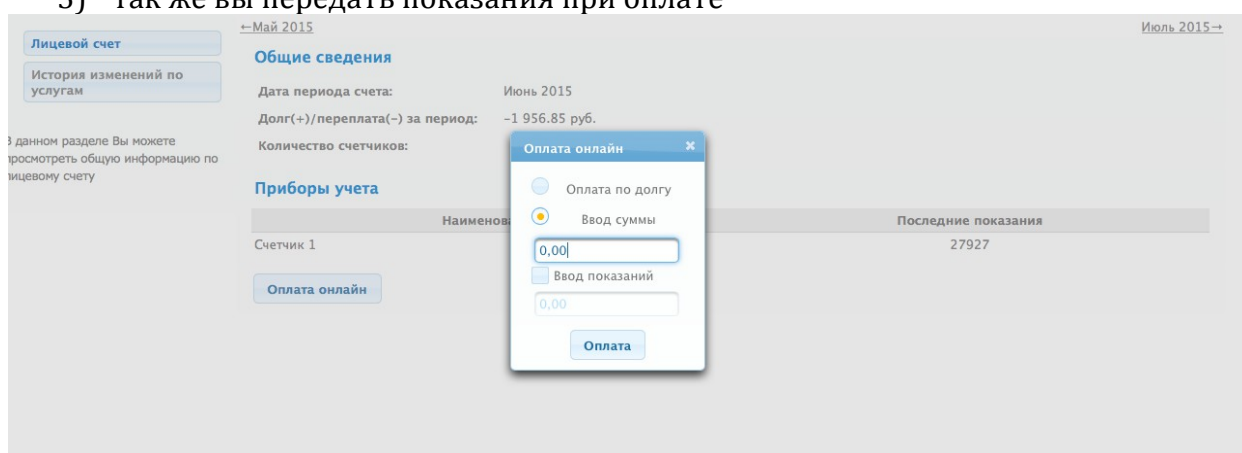 5) Так же вы передать показания при оплате
←Май 2015
Июль 2015→
Лицевой счет
История изменений по
услугам
данном разделе Вы можете
просмотреть общую информацию по
лицевому счету
Общие сведения
Дата периода счета: Июнь 2015
Долг(+)/переплата(–) за период: –1 956.85 руб.
Количество счетчиков:
Приборы учета
Последние показания
Счетчик 1 27927
Оплата онлайн
Оплата онлайн ×
Оплата по долгу
Ввод суммы
0,00
Ввод показаний
0,00
Оплата